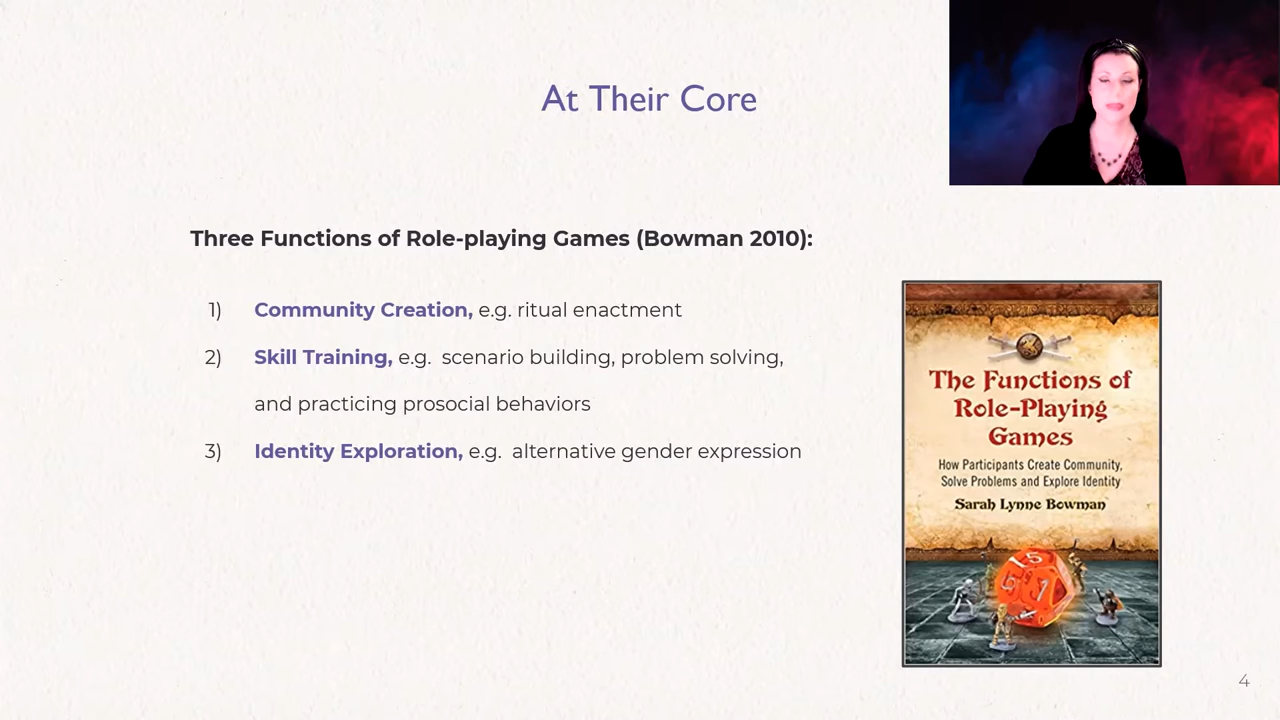 At Their Core
Three Functions of Role-playing Games (Bowman 2010):
1) Community Creation, e.g. ritual enactment
2) Skill Training, e.g. scenario building, problem solving,
and practicing prosocial behaviors
3) Identity Exploration, e.g. alternative gender expression
The Functions of
Role-Playing
Games
How Participants Create Community,
Solve Problems and Explore Identity
Sarah Lynne Bowman
4